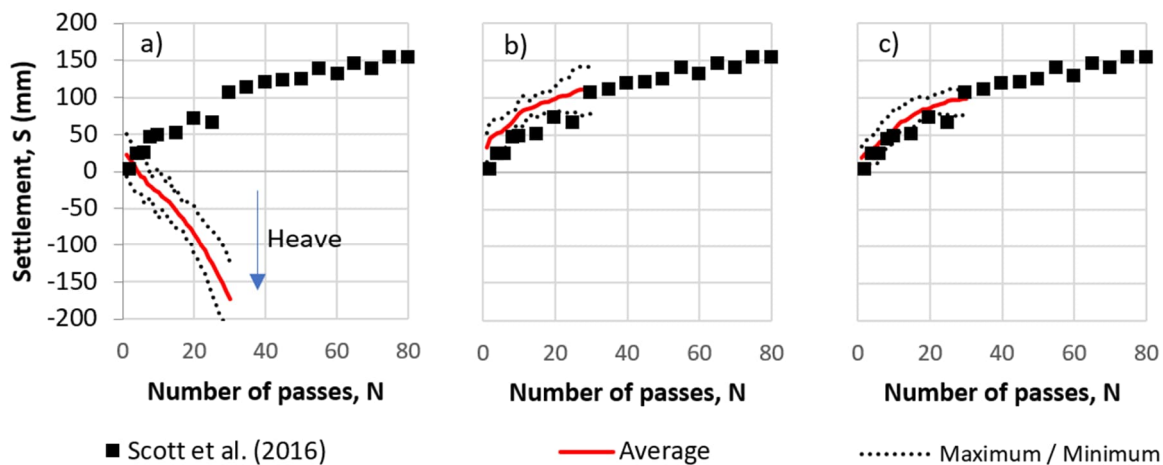 a) b) c)
Settlement, S (mm)
200
150
100
50
0
-50
-100
-150
-200
Heave
0 20 40 60 80
0 20 40 60 80
0 20 40 60 80
Number of passes, N
Number of passes, N
Number of passes, N
Scott et al. (2016)
Average
Maximum / Minimum